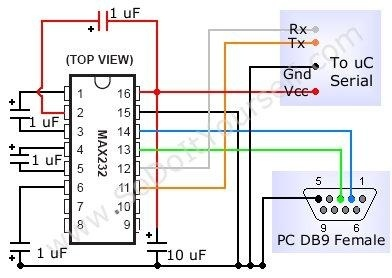 1 uF
(TOP VIEW)
Rx
Tx
To uC
Serial
Gnd
Vcc
1 16
2 15
3 14
4 13
5 12
6 11
7 10
8 9
MAX232
1 uF
1 uF
1 uF
10 uF
5 1
9 6
PC DB9 Female